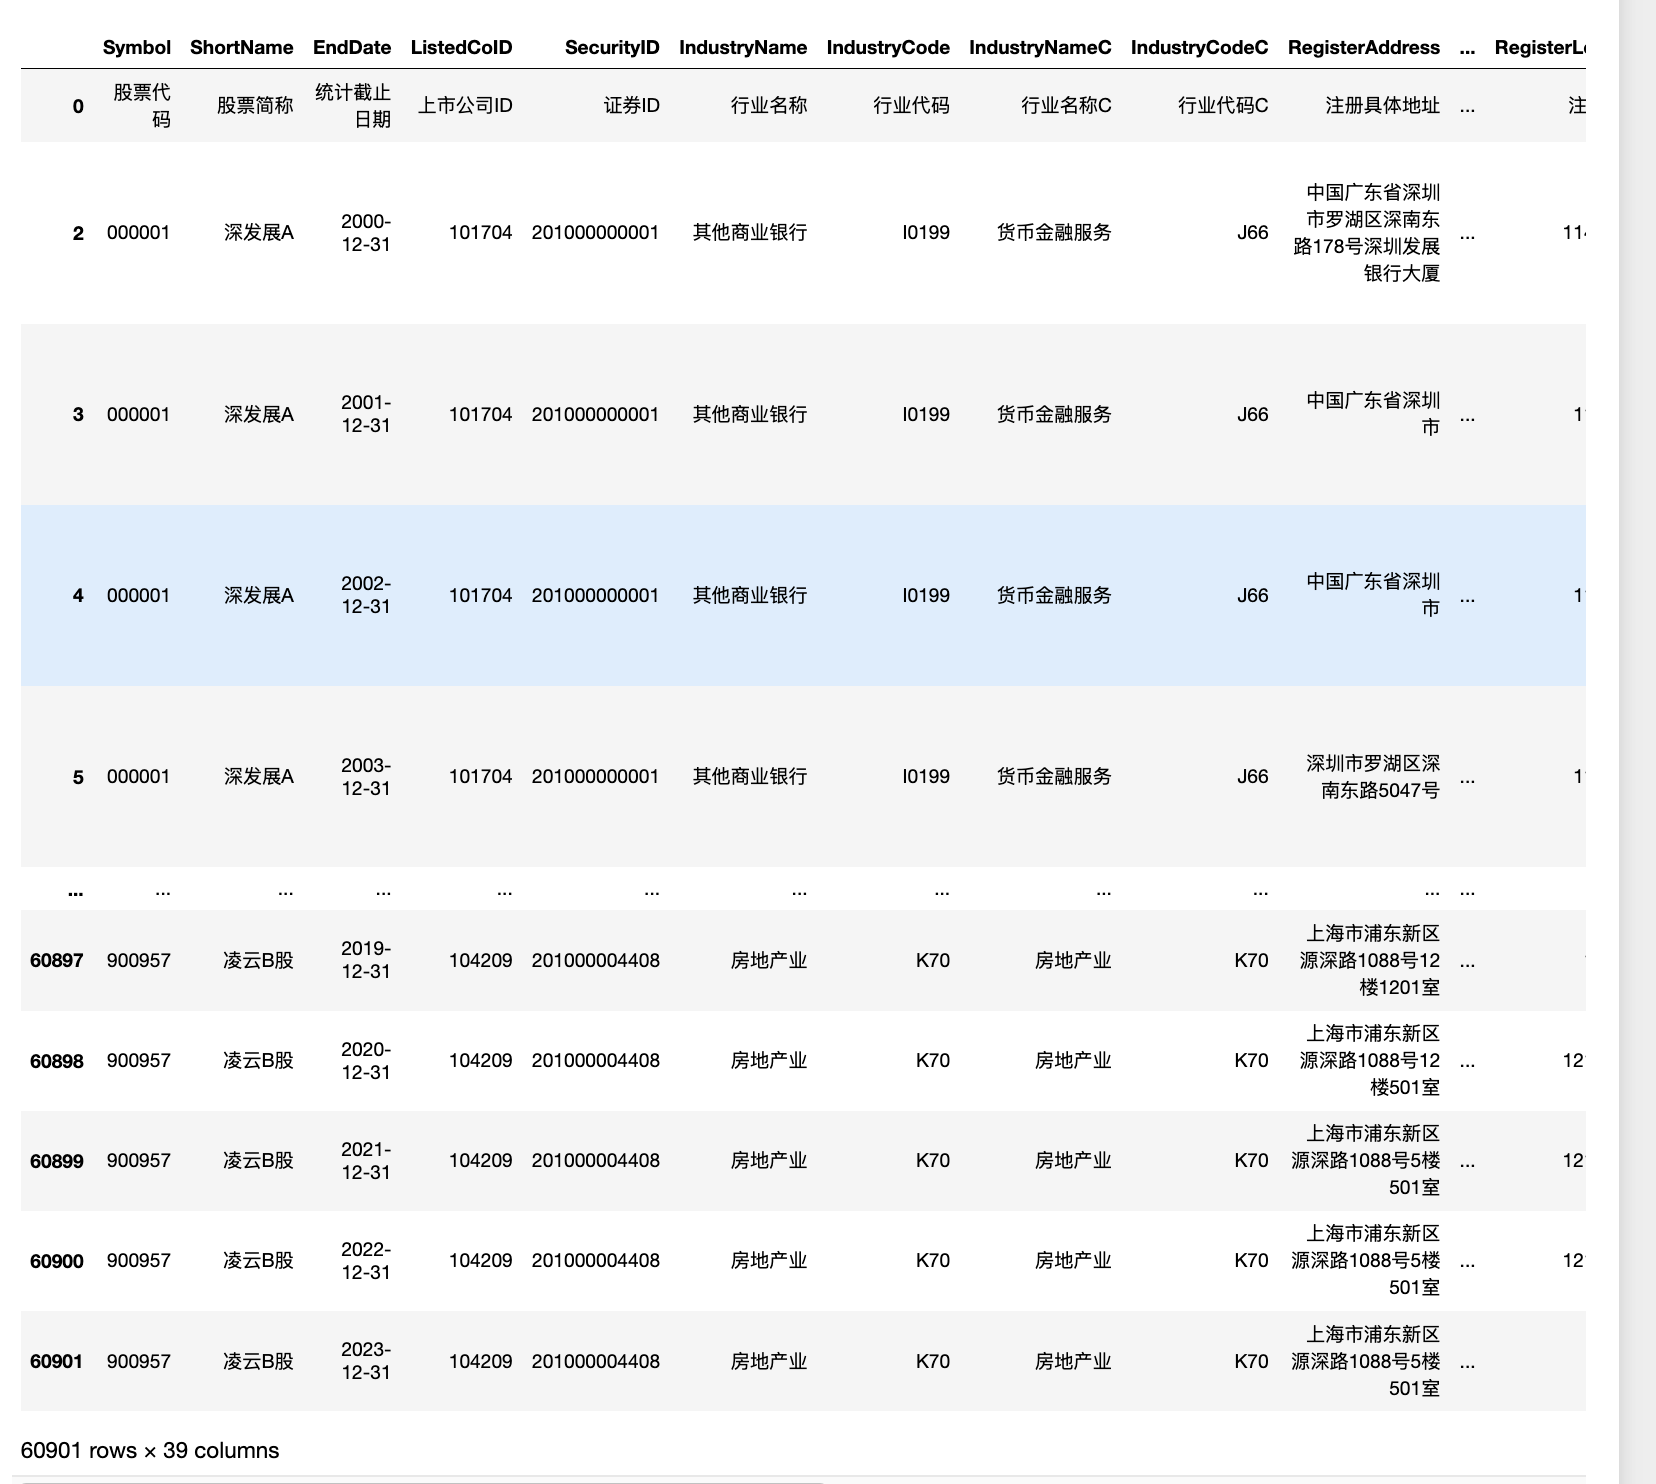 Symbol ShortName EndDate ListedCoID SecurityID IndustryName IndustryCode IndustryNameC IndustryCodeC RegisterAddress ...
0 股票代码 股票简称 统计截止日期 上市公司ID 证券ID 行业名称 行业代码 行业名称C 行业代码C 注册具体地址 ...
2 000001 深发展A 2000-12-31 101704 201000000001 其他商业银行 I0199 货币金融服务 J66 中国广东省深圳市罗湖区深南东路178号深圳发展银行大厦 ...
3 000001 深发展A 2001-12-31 101704 201000000001 其他商业银行 I0199 货币金融服务 J66 中国广东省深圳市 ...
4 000001 深发展A 2002-12-31 101704 201000000001 其他商业银行 I0199 货币金融服务 J66 中国广东省深圳市 ...
5 000001 深发展A 2003-12-31 101704 201000000001 其他商业银行 I0199 货币金融服务 J66 深圳市罗湖区深南东路5047号 ...
... ... ... ... ... ... ... ... ... ... ... ...
60897 900957 凌云B股 2019-12-31 104209 201000004408 房地产业 K70 房地产业 K70 上海市浦东新区源深路1088号12楼1201室 ...
60898 900957 凌云B股 2020-12-31 104209 201000004408 房地产业 K70 房地产业 K70 上海市浦东新区源深路1088号12楼501室 ...
60899 900957 凌云B股 2021-12-31 104209 201000004408 房地产业 K70 房地产业 K70 上海市浦东新区源深路1088号5楼501室 ...
60900 900957 凌云B股 2022-12-31 104209 201000004408 房地产业 K70 房地产业 K70 上海市浦东新区源深路1088号5楼501室 ...
60901 900957 凌云B股 2023-12-31 104209 201000004408 房地产业 K70 房地产业 K70 上海市浦东新区源深路1088号5楼501室 ...
60901 rows × 39 columns